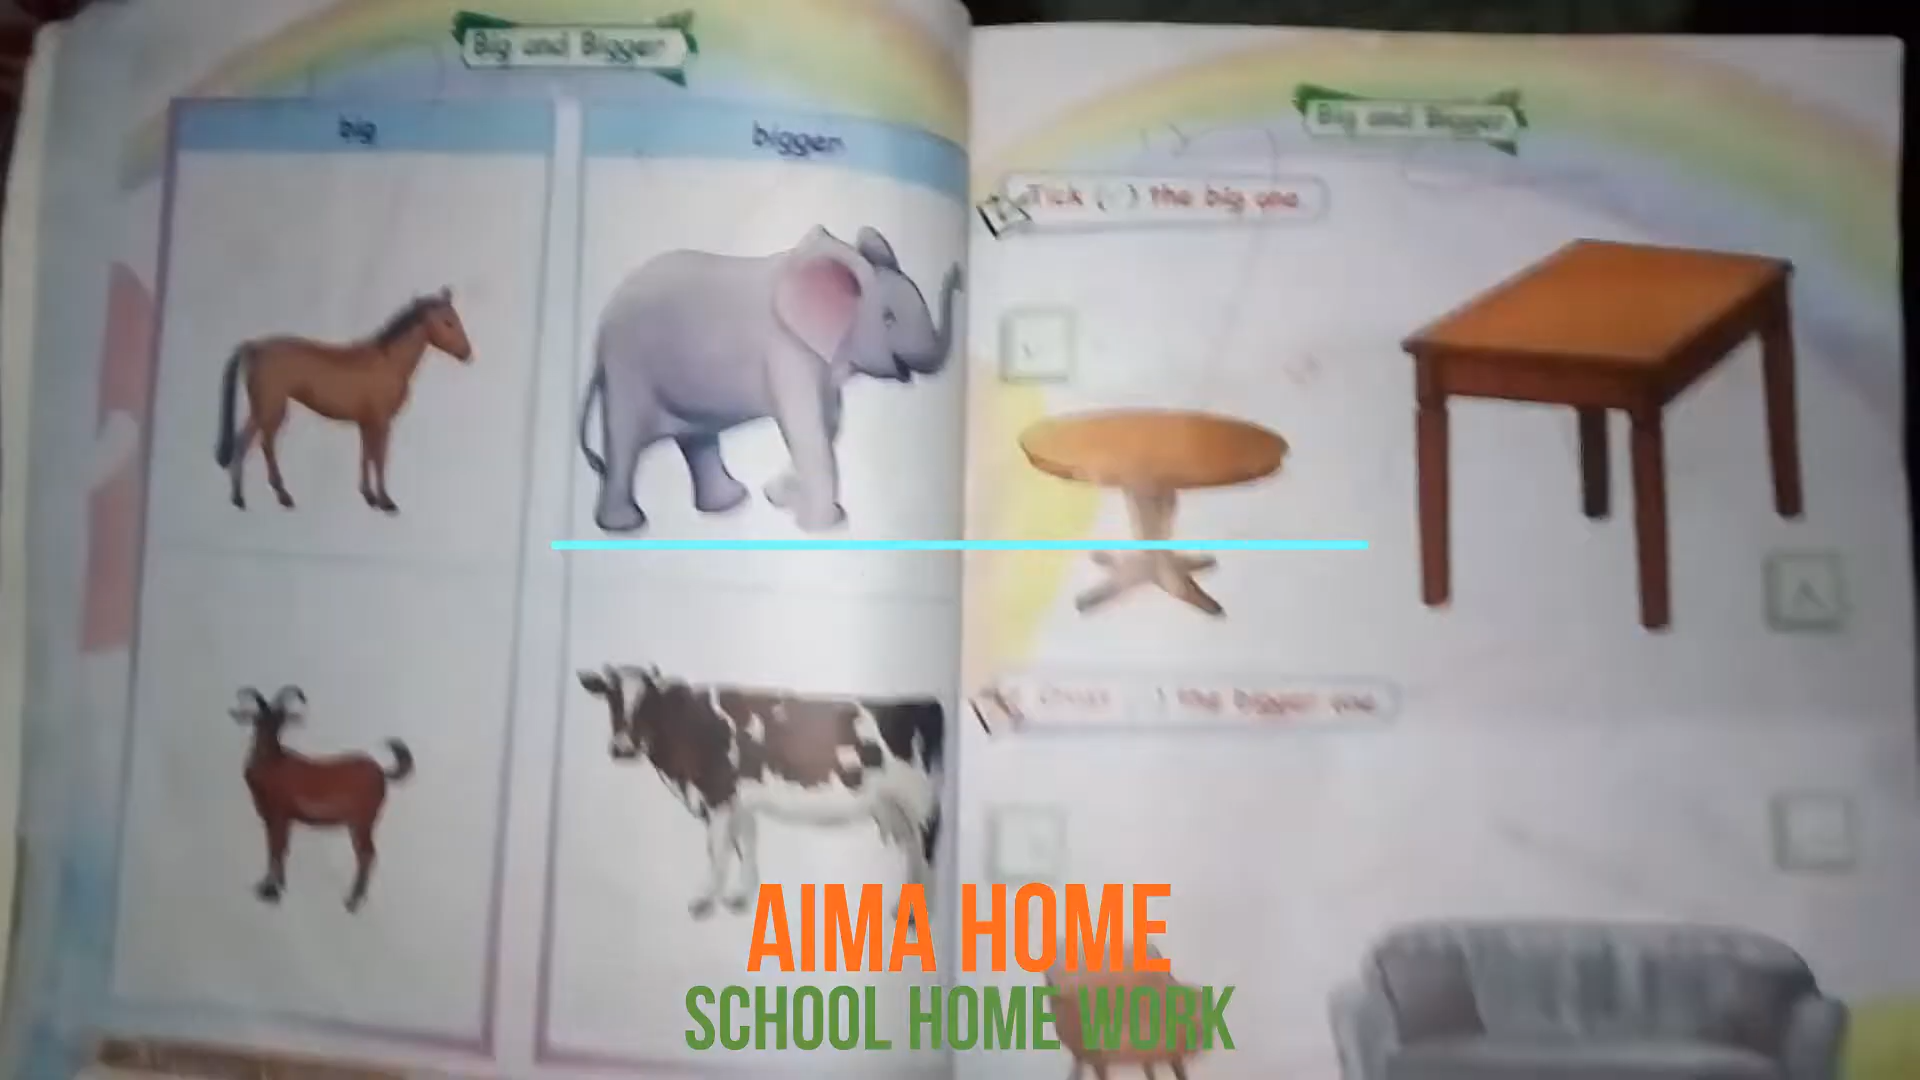 Big and Bigger
big
bigger
Big and Bigger
Tick ( ) the big one.
the bigger one.
AIMA HOME
SCHOOL HOME WORK